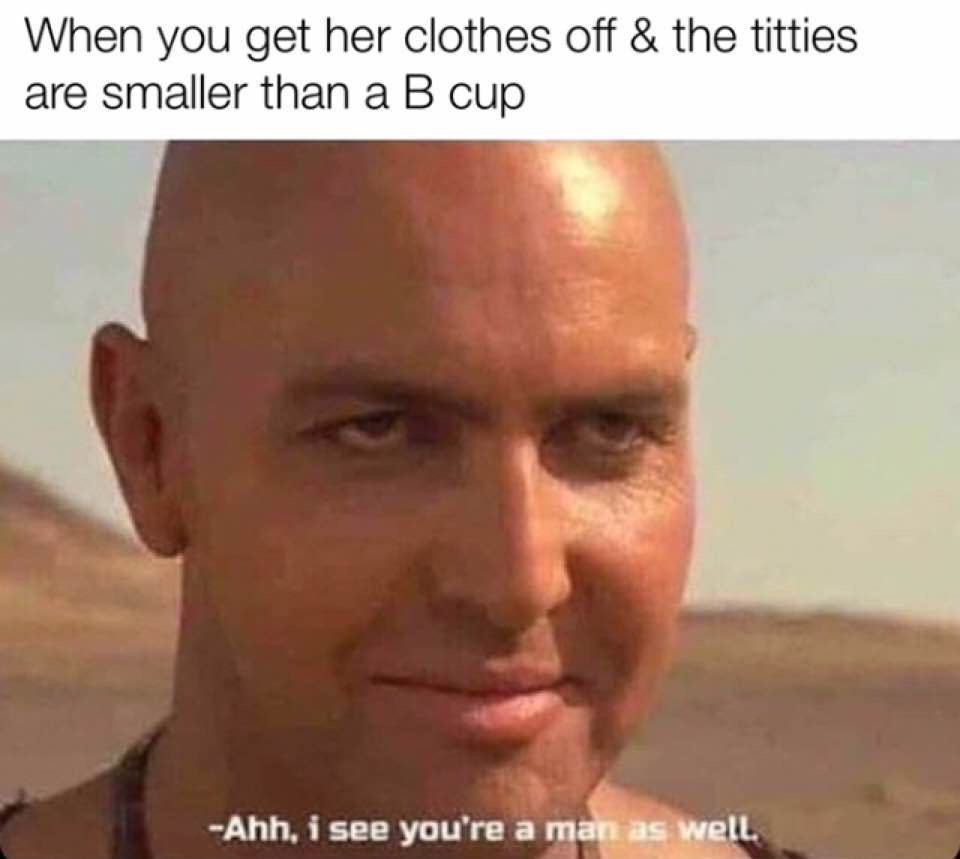 When you get her clothes off & the titties
are smaller than a B cup
-Ahh, i see you're a man as well.